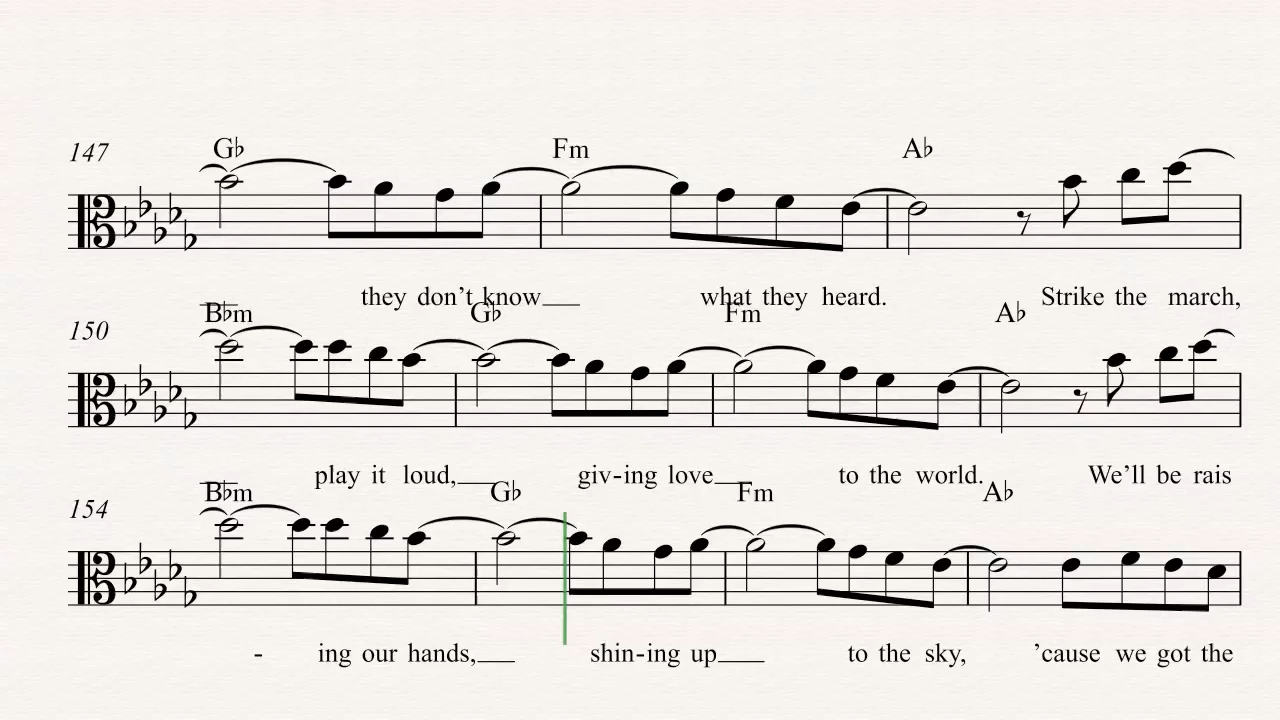 147 G♭ Fm A♭
they don't know what they heard. Strike the march,
150 B♭m G♭ Fm A♭
play it loud, giv-ing love to the world. We'll be rais
154 B♭m G♭ Fm A♭
- ing our hands, shin-ing up to the sky, 'cause we got the